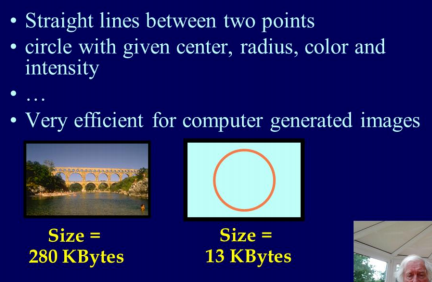 • Straight lines between two points
• circle with given center, radius, color and
intensity
• ...
• Very efficient for computer generated images
Size =
280 KBytes
Size =
13 KBytes